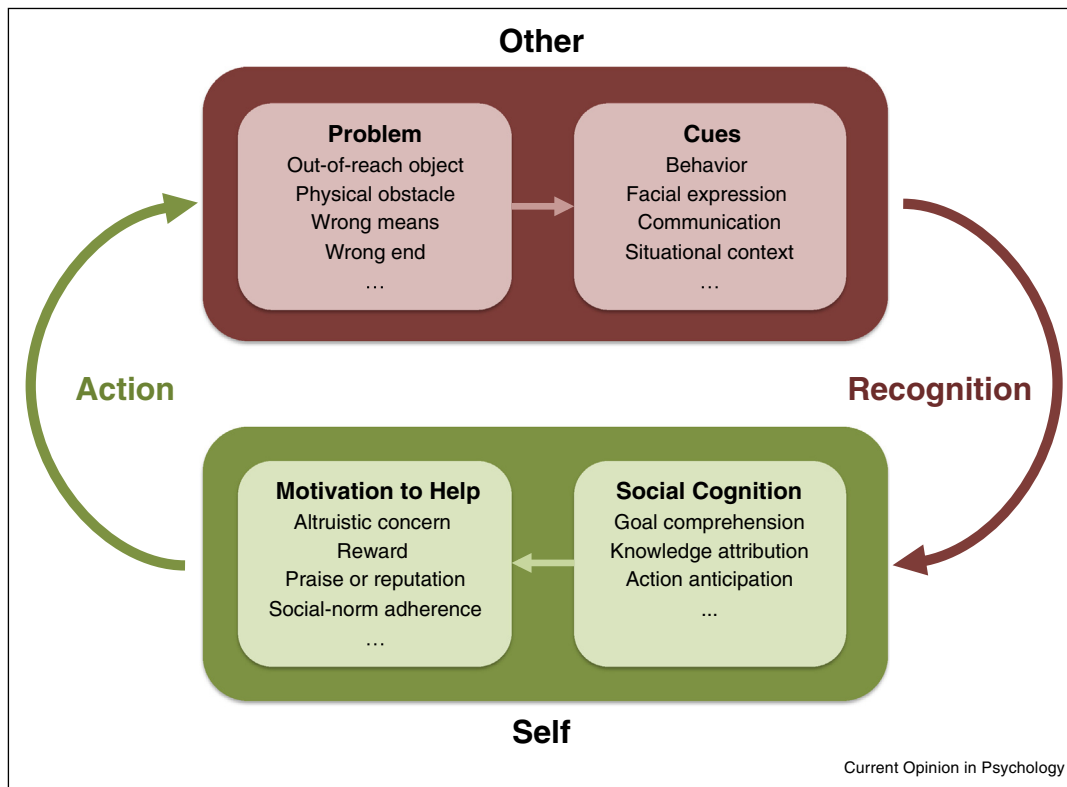 Other
Problem
Out-of-reach object
Physical obstacle
Wrong means
Wrong end
…
Cues
Behavior
Facial expression
Communication
Situational context
…
Action
Recognition
Motivation to Help
Altruistic concern
Reward
Praise or reputation
Social-norm adherence
…
Social Cognition
Goal comprehension
Knowledge attribution
Action anticipation
...
Self
Current Opinion in Psychology